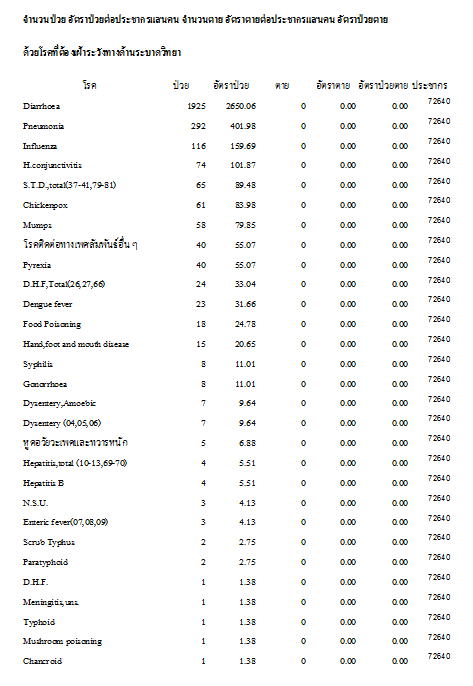 จำนวนป่วย อัตราป่วยต่อประชากรแสนคน จำนวนตาย อัตราตายต่อประชากรแสนคน อัตราป่วยตาย
ด้วยโรคที่ต้องเฝ้าระวังทางด้านระบาดวิทยา
โรค ป่วย อัตราป่วย ตาย อัตราตาย อัตราป่วยตาย ประชากร
Diarrhoea 1925 2650.06 0 0.00 0.00 72640
Pneumonia 292 401.98 0 0.00 0.00 72640
Influenza 116 159.69 0 0.00 0.00 72640
H.conjunctivitis 74 101.87 0 0.00 0.00 72640
S.T.D.,total(37-41,79-81) 65 89.48 0 0.00 0.00 72640
Chickenpox 61 83.98 0 0.00 0.00 72640
Mumps 58 79.85 0 0.00 0.00 72640
โรคติดต่อทางเพศสัมพันธ์อื่น ๆ 40 55.07 0 0.00 0.00 72640
Pyrexia 40 55.07 0 0.00 0.00 72640
D.H.F,Total(26,27,66) 24 33.04 0 0.00 0.00 72640
Dengue fever 23 31.66 0 0.00 0.00 72640
Food Poisoning 18 24.78 0 0.00 0.00 72640
Hand,foot and mouth disease 15 20.65 0 0.00 0.00 72640
Syphilis 8 11.01 0 0.00 0.00 72640
Gonorrhoea 8 11.01 0 0.00 0.00 72640
Dysentery,Amoebic 7 9.64 0 0.00 0.00 72640
Dysentery (04,05,06) 7 9.64 0 0.00 0.00 72640
หูดอวัยวะเพศและทวารหนัก 5 6.88 0 0.00 0.00 72640
Hepatitis,total (10-13,69-70) 4 5.51 0 0.00 0.00 72640
Hepatitis B 4 5.51 0 0.00 0.00 72640
N.S.U. 3 4.13 0 0.00 0.00 72640
Enteric fever(07,08,09) 3 4.13 0 0.00 0.00 72640
Scrub Typhus 2 2.75 0 0.00 0.00 72640
Paratyphoid 2 2.75 0 0.00 0.00 72640
D.H.F. 1 1.38 0 0.00 0.00 72640
Meningitis,uns. 1 1.38 0 0.00 0.00 72640
Typhoid 1 1.38 0 0.00 0.00 72640
Mushroom poisoning 1 1.38 0 0.00 0.00 72640
Chancroid 1 1.38 0 0.00 0.00 72640